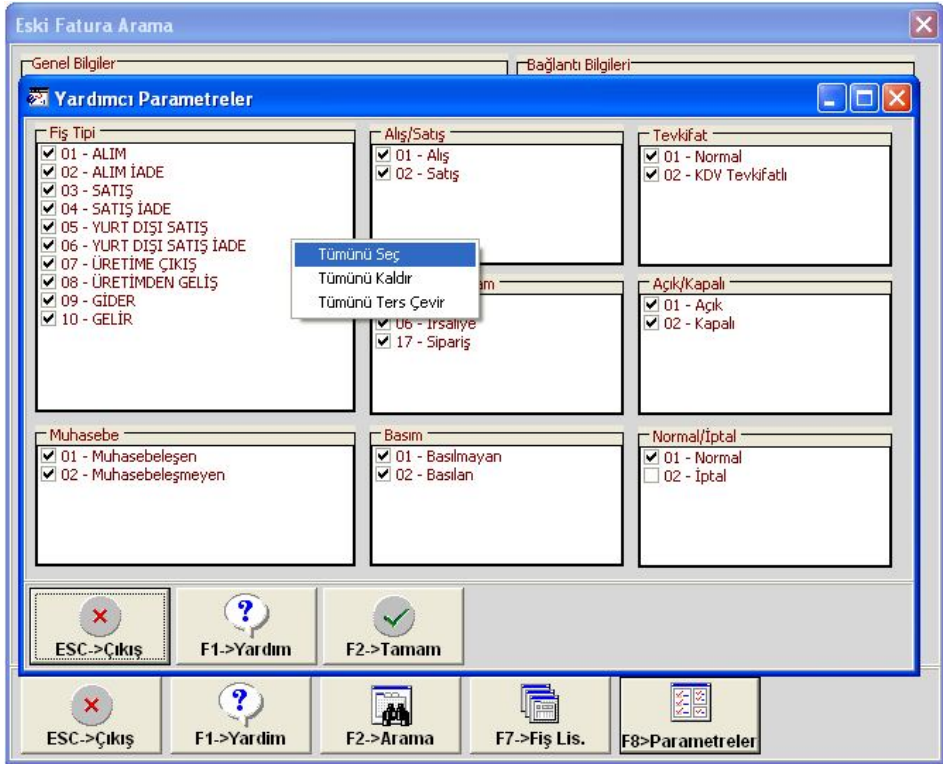 Eski Fatura Arama
Genel Bilgiler
Bağlantı Bilgileri
Yardımcı Parametreler
Fiş Tipi
01 - ALIM
02 - ALIM İADE
03 - SATIŞ
04 - SATIŞ İADE
05 - YURT DIŞI SATIŞ
06 - YURT DIŞI SATIŞ İADE
07 - ÜRETİME ÇIKIŞ
08 - ÜRETİMDEN GELİŞ
09 - GİDER
10 - GELİR
Alış/Satış
01 - Alış
02 - Satış
Tevkifat
01 - Normal
02 - KDV Tevkifatlı
Tümünü Seç
Tümünü Kaldır
Tümünü Ters Çevir
06 - İrsaliye
17 - Sipariş
Açık/Kapalı
01 - Açık
02 - Kapalı
Muhasebe
01 - Muhasebeleşen
02 - Muhasebeleşmeyen
Basım
01 - Basılmayan
02 - Basılan
Normal/İptal
01 - Normal
02 - İptal
ESC->Çıkış
F1->Yardım
F2->Tamam
ESC->Çıkış
F1->Yardim
F2->Arama
F7->Fiş Lis.
F8>Parametreler